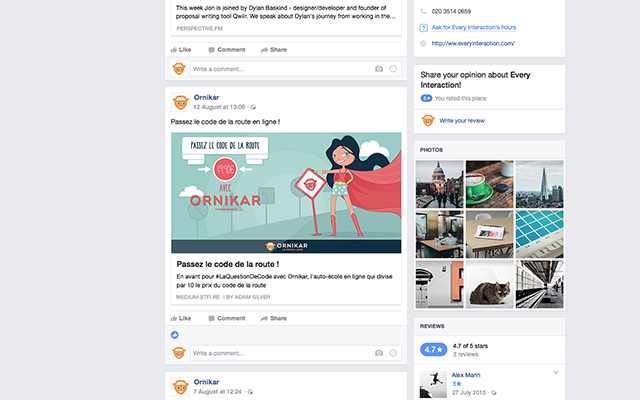 This week Jon is joined by Dylan Baskind - designer/developer and founder of
proposal writing tool Qwilr. We speak about Dylan's journey from working in the...
PERSPECTIVE.FM
Like Comment Share
Write a comment...
Ornikar
12 August at 13:06
Passez le code de la route en ligne !
PASSEZ LE CODE DE LA ROUTE
AVEC
ORNIKAR
ORNIKAR
Passez le code de la route !
En avant pour #LaQuestionDeCode avec Ornikar, l'auto-école en ligne qui divise
par 10 le prix du code de la route
MEDIUM.STFI.RE | BY ADAM SILVER
Like Comment Share
Write a comment...
Ornikar
7 August at 12:24
020 3514 0659
Ask for Every Interaction's hours
http://www.everyinteraction.com/
Share your opinion about Every
Interaction!
You rated this place
Write your review
PHOTOS
REVIEWS
4.7★ 4.7 of 5 stars
3 reviews
Alex Marin
5★
27 July 2015